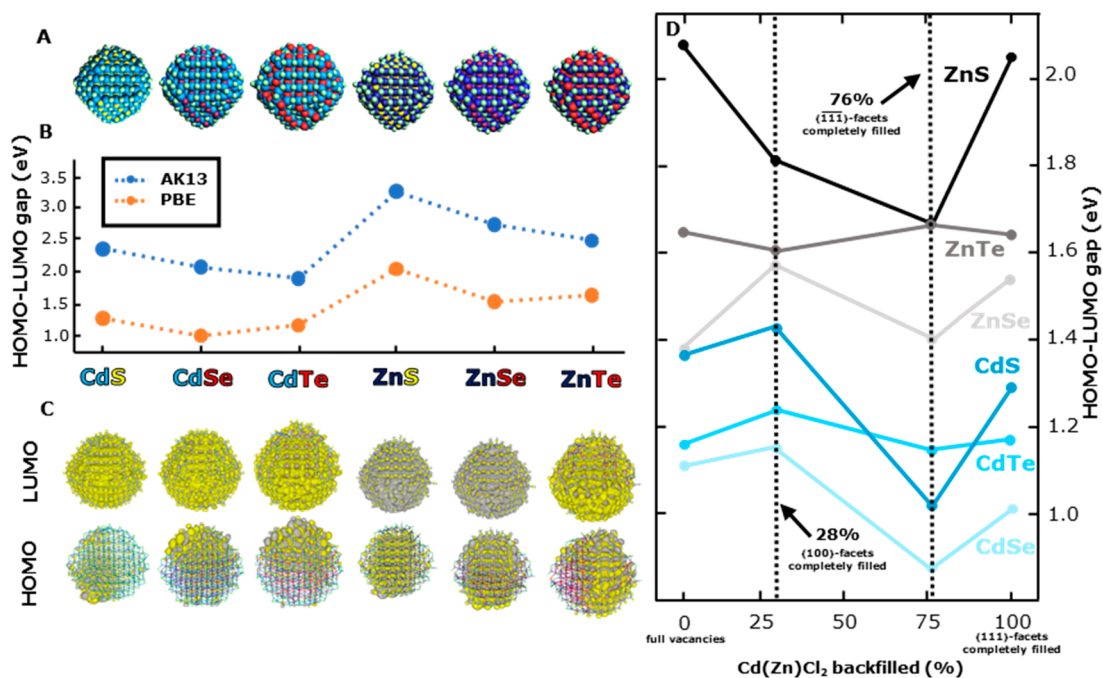 A
B
HOMO-LUMO gap (eV)
3.5
3.0
2.5
2.0
1.5
1.0
AK13
PBE
CdS
CdSe
CdTe
ZnS
ZnSe
ZnTe
C
LUMO
HOMO
D
ZnS
76%
(111)-facets
completely filled
ZnTe
ZnSe
CdS
CdTe
CdSe
28%
(100)-facets
completely filled
2.0
1.8
1.6
1.4
1.2
1.0
HOMO-LUMO gap (eV)
0
25
50
75
100
full vacancies
(111)-facets
completely filled
Cd(Zn)Cl₂ backfilled (%)